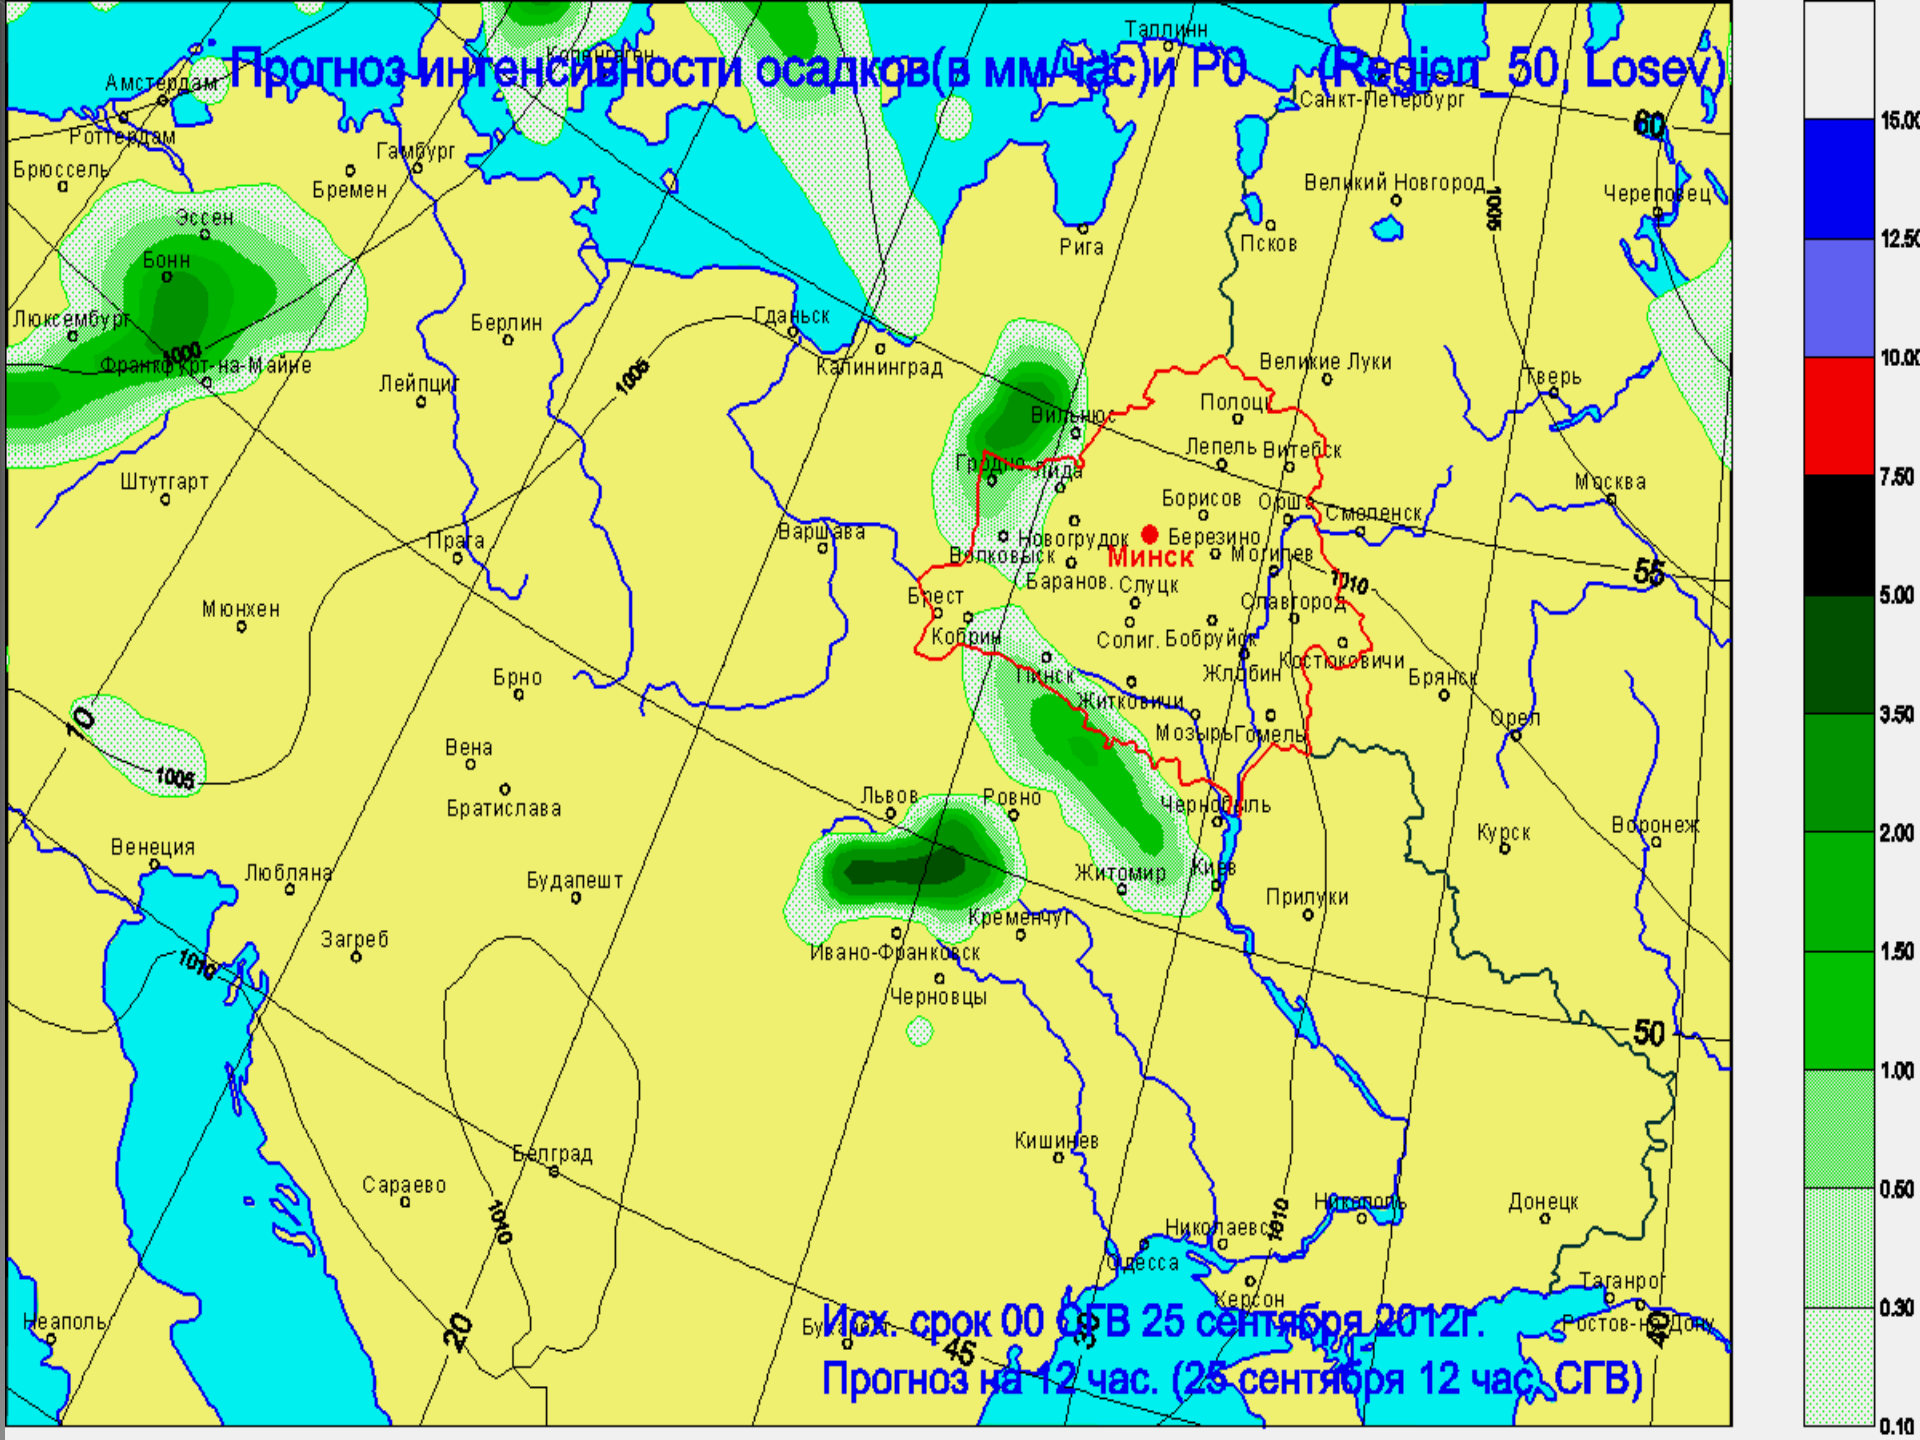 Таллинн
Копенгаген
Прогноз интенсивности осадков(в мм/час)и P0 (Region_50, Losev)
Амстердам
Санкт-Петербург
15.00
Роттердам
60
Гамбург
Брюссель
Бремен
Великий Новгород
Череповец
1005
Эссен
Рига
Псков
12.50
Бонн
Люксембург
Берлин
Гданьск
1000
Франкфурт-на-Майне
Калининград
Великие Луки
10.00
1005
Лейпциг
Тверь
Вильнюс
Полоцк
Лепель
Витебск
Гродно
Лида
7.50
Штутгарт
Москва
Борисов
Орша
Смоленск
Прага
Варшава
Новогрудок
Березино
Волковыск
Минск
Могилев
55
Баранов.
Слуцк
1010
5.00
Мюнхен
Брест
Славгород
Кобрин
Солиг.
Бобруйск
Брно
Пинск
Жлобин
Костюковичи
Брянск
Житковичи
3.50
10
Мозырь
Гомель
Орел
Вена
1005
Братислава
Львов
Ровно
Чернобыль
Курск
Воронеж
2.00
Венеция
Любляна
Будапешт
Житомир
Киев
Прилуки
Загреб
Кременчуг
1010
Ивано-Франковск
1.50
Черновцы
50
1.00
Кишинев
Белград
Сараево
0.50
1010
1010
Никополь
Донецк
Николаевск
Одесса
Таганрог
Херсон
0.30
Неаполь
20
Бухарест
Исх. срок 00 СГВ 25 сентября 2012г.
30
Ростов-на-Дону
40
45
Прогноз на 12 час. (25 сентября 12 час. СГВ)
0.10